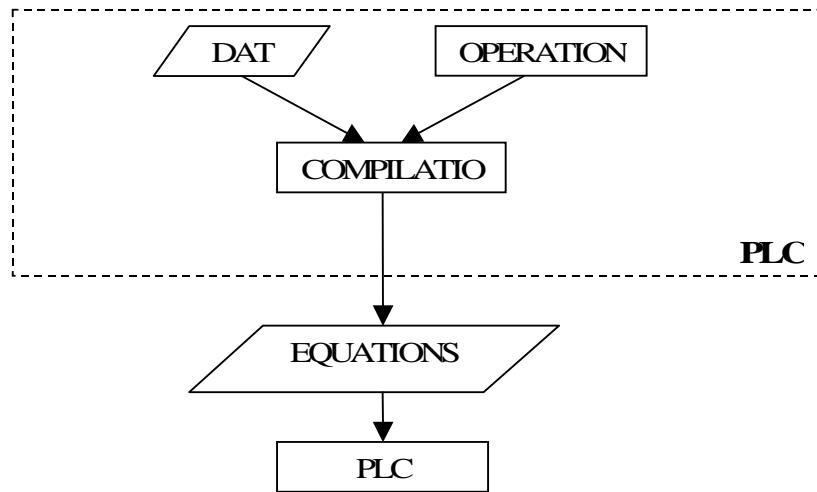 DAT
OPERATION
COMPILATIO
PLC
EQUATIONS
PLC